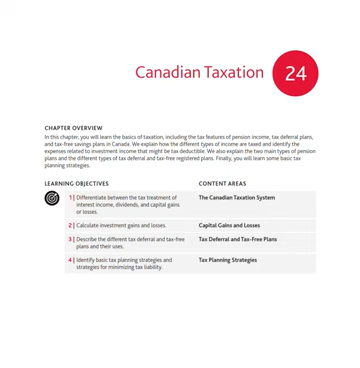 Canadian Taxation 24
CHAPTER OVERVIEW
In this chapter, you will learn the basics of taxation, including the tax features of pension income, tax deferral plans,
and tax-free savings plans in Canada. We explain how the different types of income are taxed and identify the
expenses related to investment income that might be tax deductible. We also explain the two main types of pension
plans and the different types of tax deferral and tax-free registered plans. Finally, you will learn some basic tax
planning strategies.
LEARNING OBJECTIVES CONTENT AREAS
1 | Differentiate between the tax treatment of The Canadian Taxation System
interest income, dividends, and capital gains
or losses.
2 | Calculate investment gains and losses. Capital Gains and Losses
3 | Describe the different tax deferral and tax-free Tax Deferral and Tax-Free Plans
plans and their uses.
4 | Identify basic tax planning strategies and Tax Planning Strategies
strategies for minimizing tax liability.